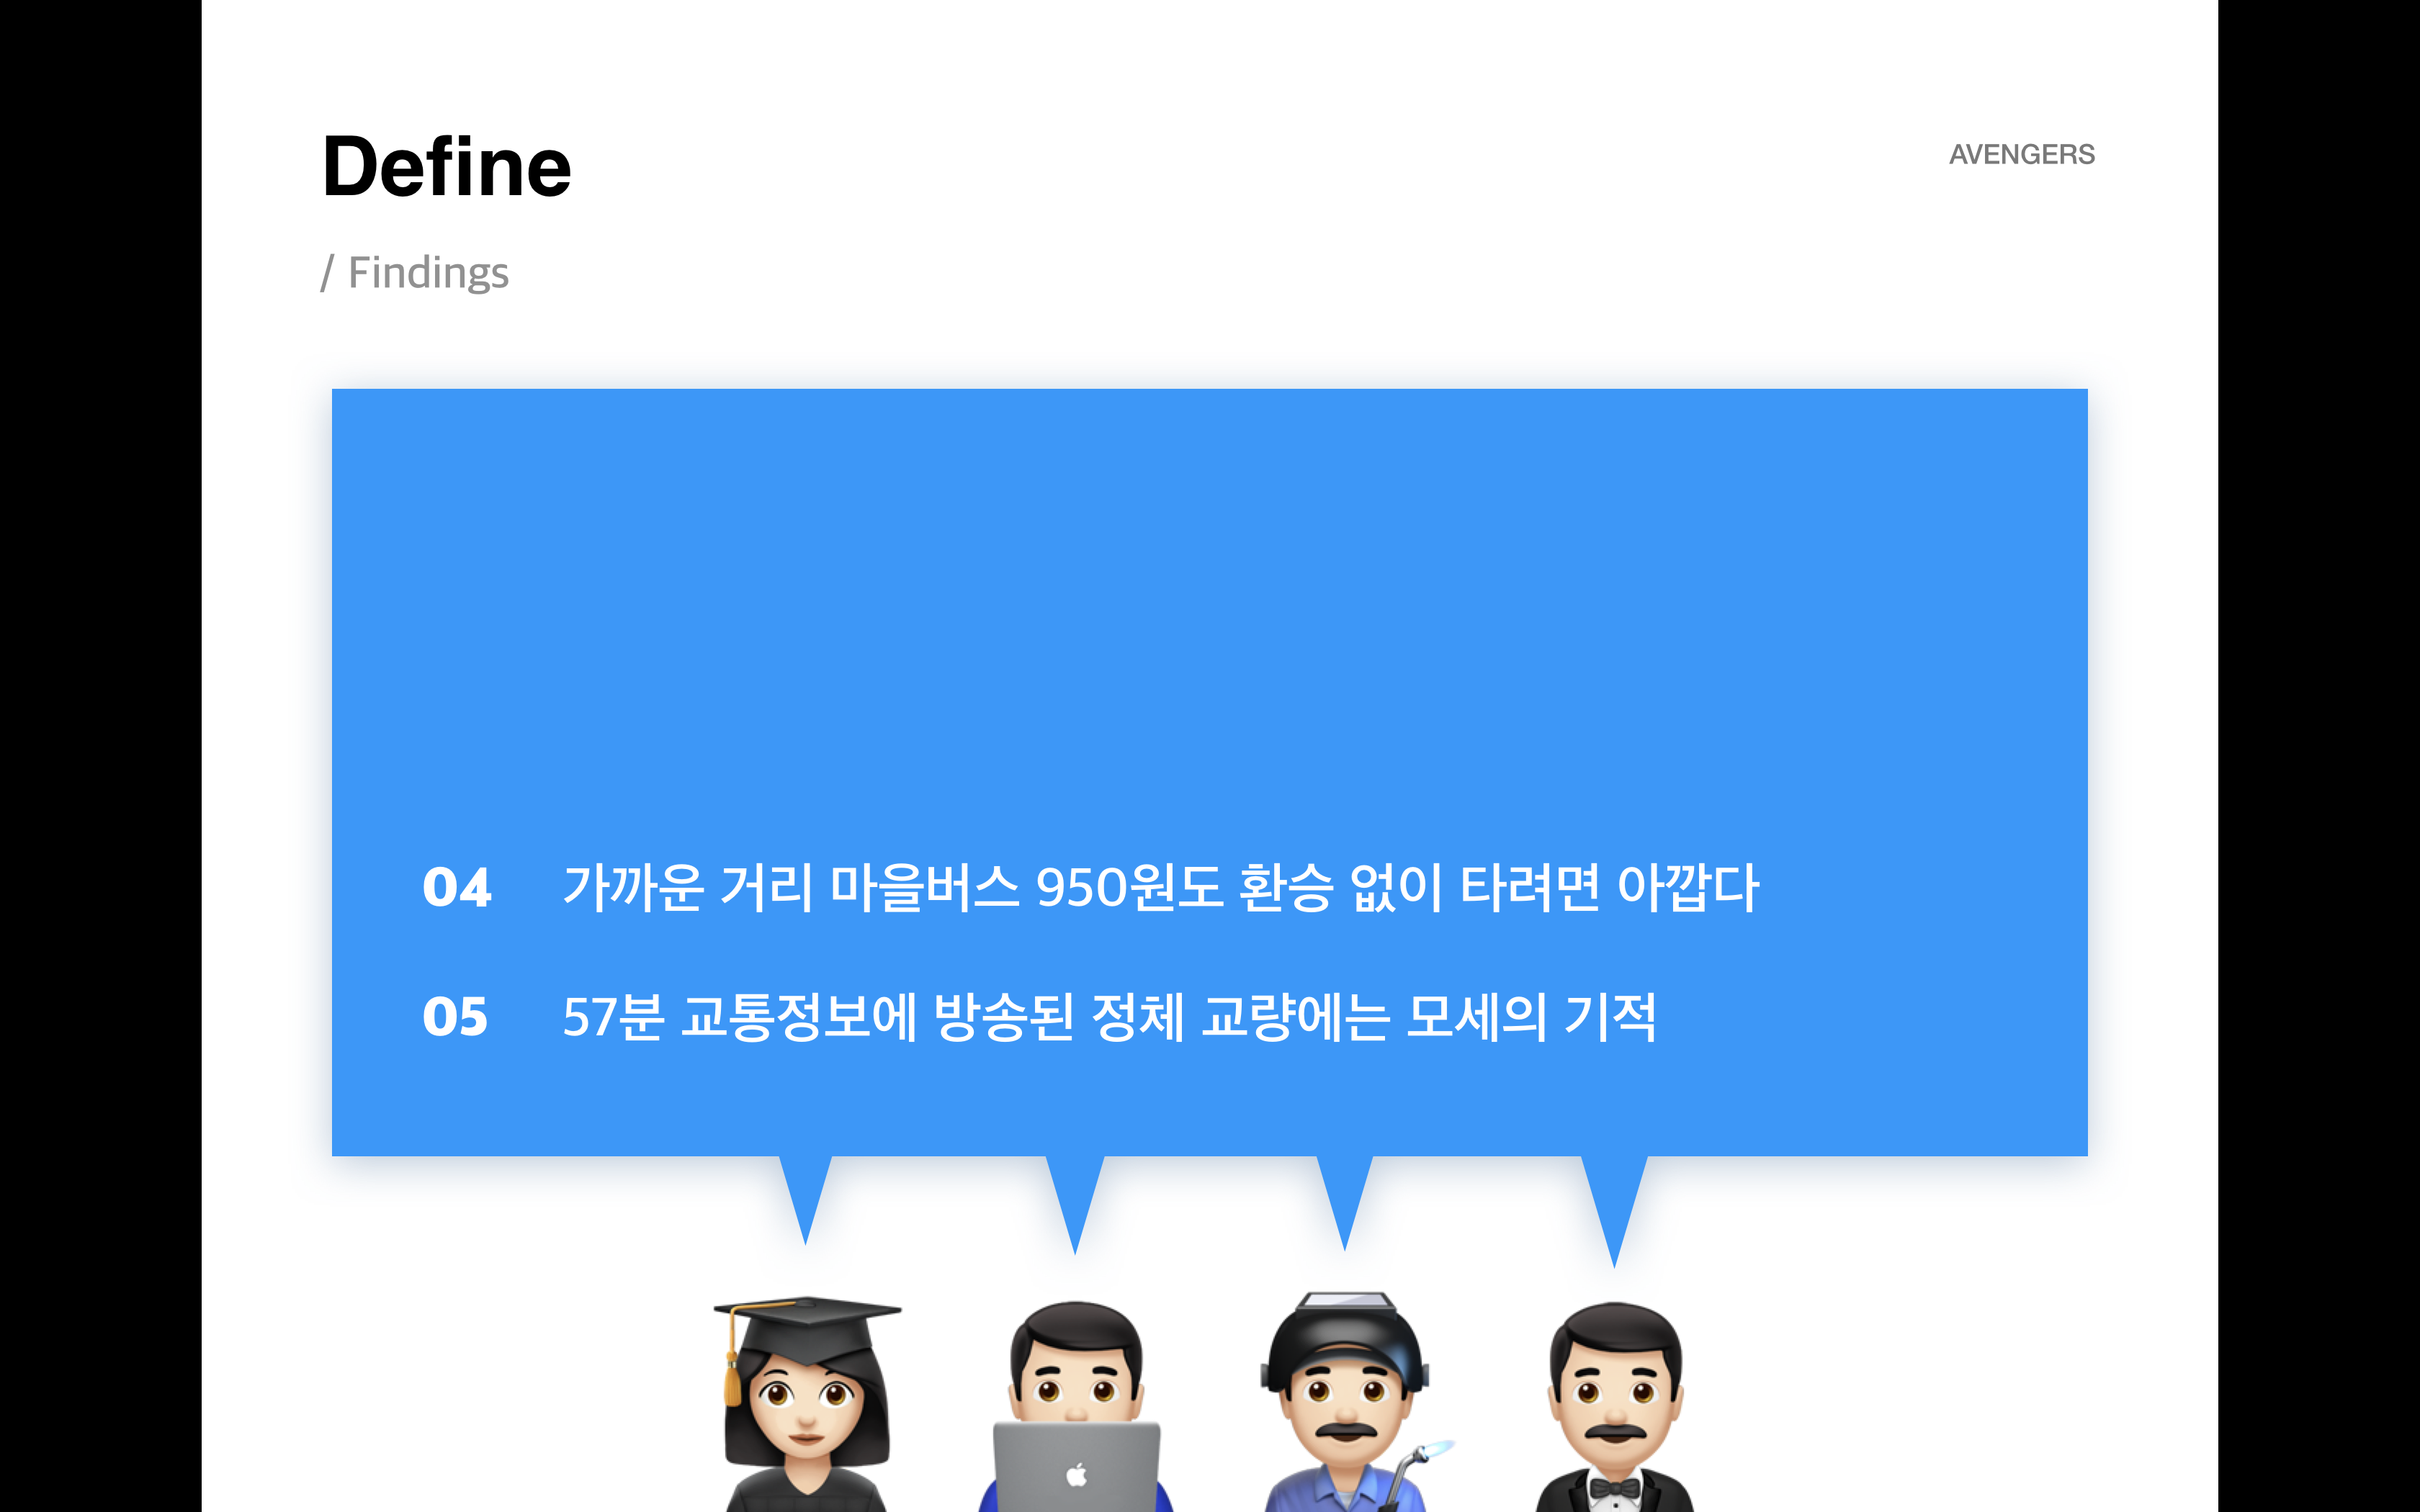 Define
AVENGERS
/ Findings
04 가까운 거리 마을버스 950원도 환승 없이 타려면 아깝다
05 57분 교통정보에 방송된 정체 교량에는 모세의 기적